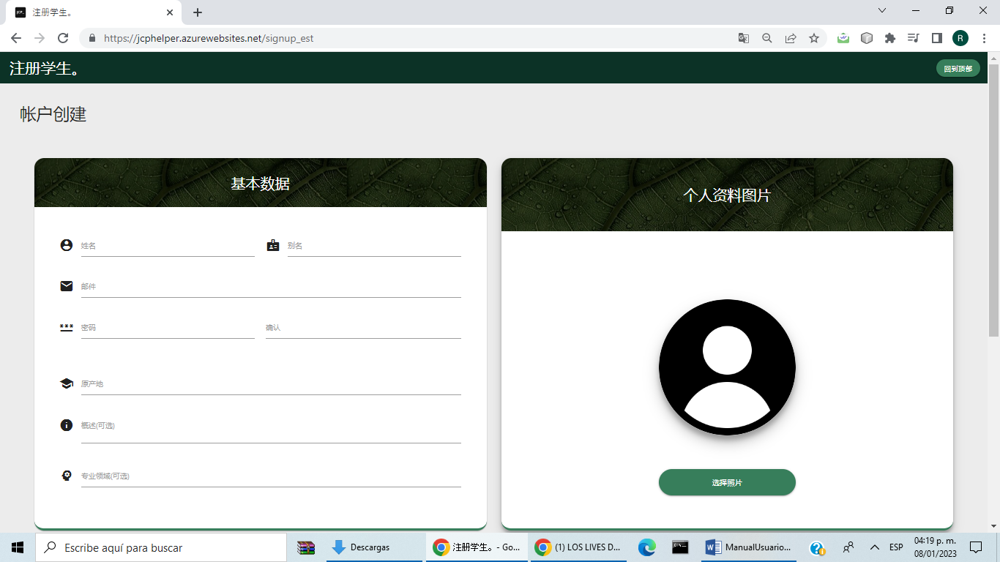 注册学生。
https://jcphelper.azurewebsites.net/signup_est
R
注册学生。
回到顶部
帐户创建
基本数据
姓名
别名
邮件
密码
确认
原产地
概述(可选)
专业领域(可选)
个人资料图片
选择照片
Escribe aquí para buscar
Descargas
注册学生。 - Go...
(1) LOS LIVES D...
ManualUsuario...
ESP
04:19 p. m.
08/01/2023